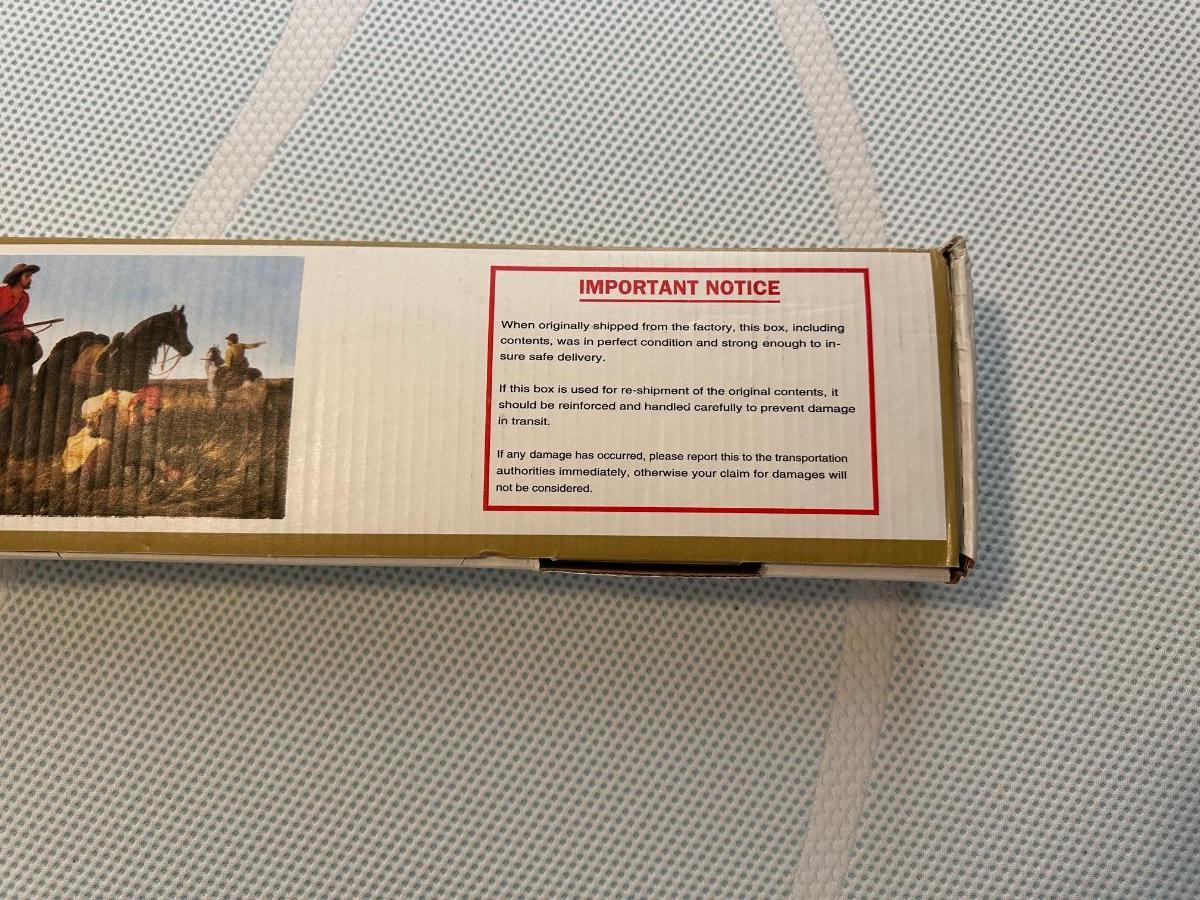 IMPORTANT NOTICE
When originally shipped from the factory, this box, including
contents, was in perfect condition and strong enough to in-
sure safe delivery.
If this box is used for re-shipment of the original contents, it
should be reinforced and handled carefully to prevent damage
in transit.
If any damage has occurred, please report this to the transportation
authorities immediately, otherwise your claim for damages will
not be considered.